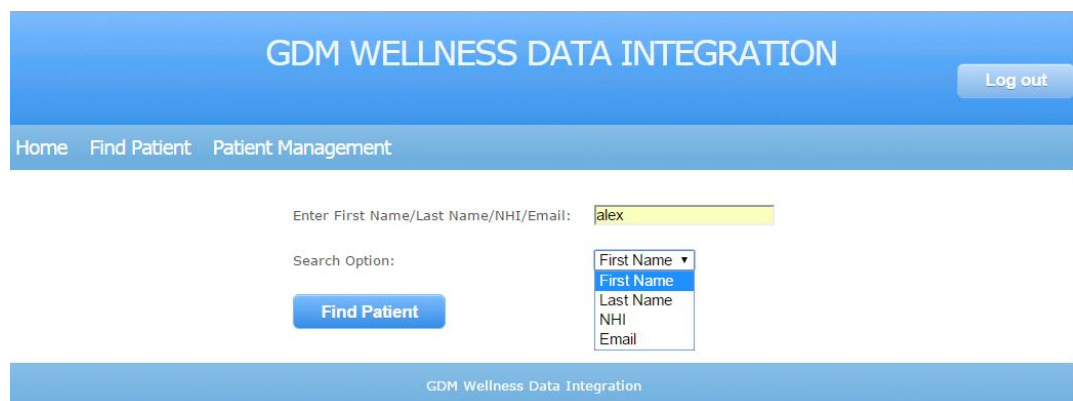 GDM WELLNESS DATA INTEGRATION
Log out
Home Find Patient Patient Management
Enter First Name/Last Name/NHI/Email: alex
Search Option: First Name
First Name
Last Name
NHI
Email
Find Patient
GDM Wellness Data Integration